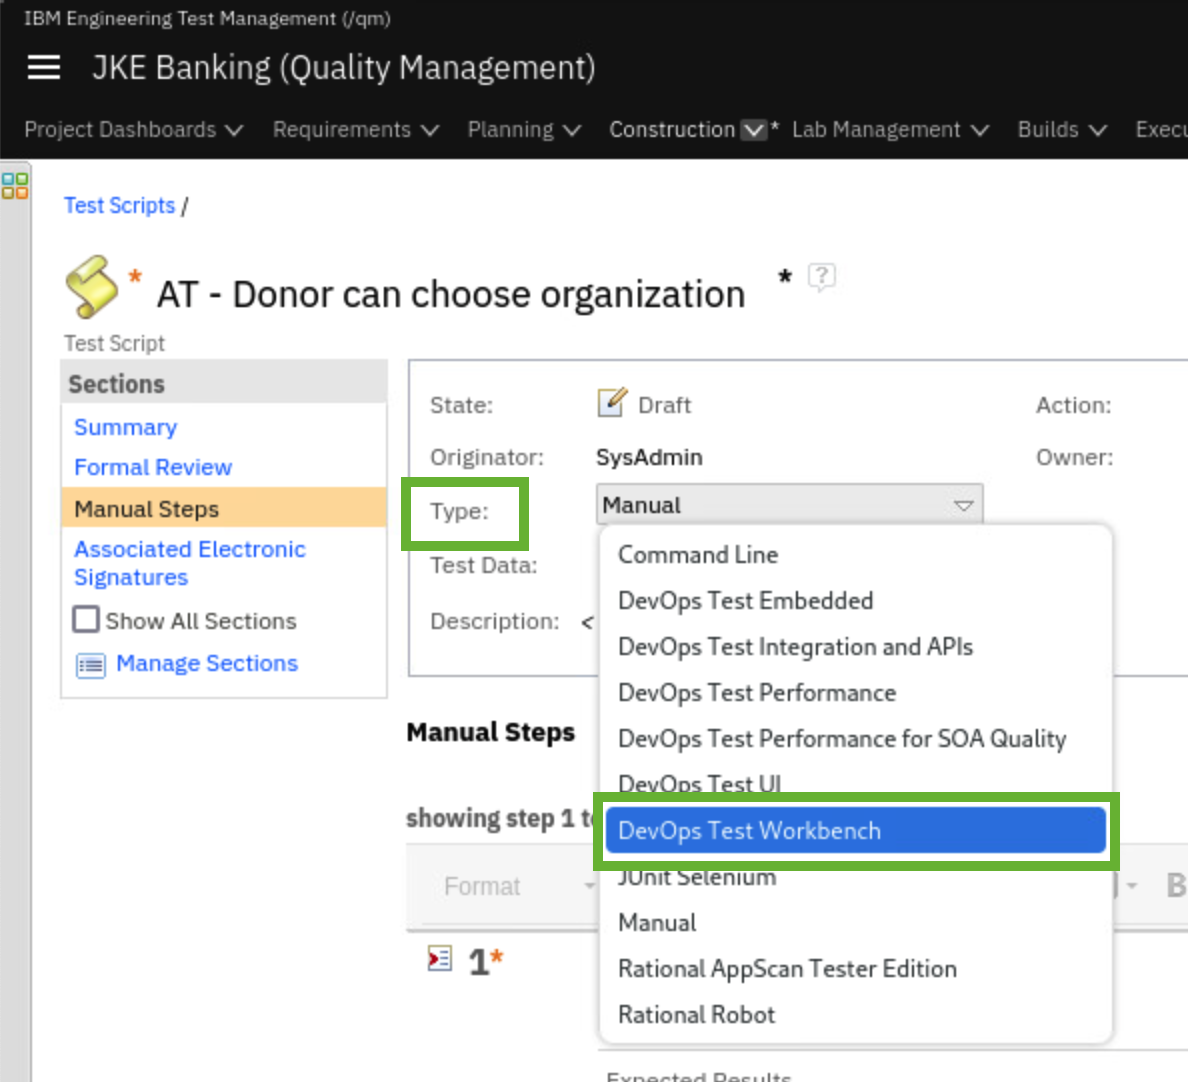 IBM Engineering Test Management (/qm)
JKE Banking (Quality Management)
Project Dashboards Requirements Planning Construction * Lab Management Builds Execu
Test Scripts /
* AT - Donor can choose organization * ?
Test Script
Sections
Summary
Formal Review
Manual Steps
Associated Electronic
Signatures
Show All Sections
Manage Sections
State: Draft Action:
Originator: SysAdmin Owner:
Type: Manual
Test Data:
Description: <
Command Line
DevOps Test Embedded
DevOps Test Integration and APIs
DevOps Test Performance
DevOps Test Performance for SOA Quality
DevOps Test UI
DevOps Test Workbench
JUnit Selenium
Manual
Rational AppScan Tester Edition
Rational Robot
Manual Steps
showing step 1 to
Format B
1*
Expected Results